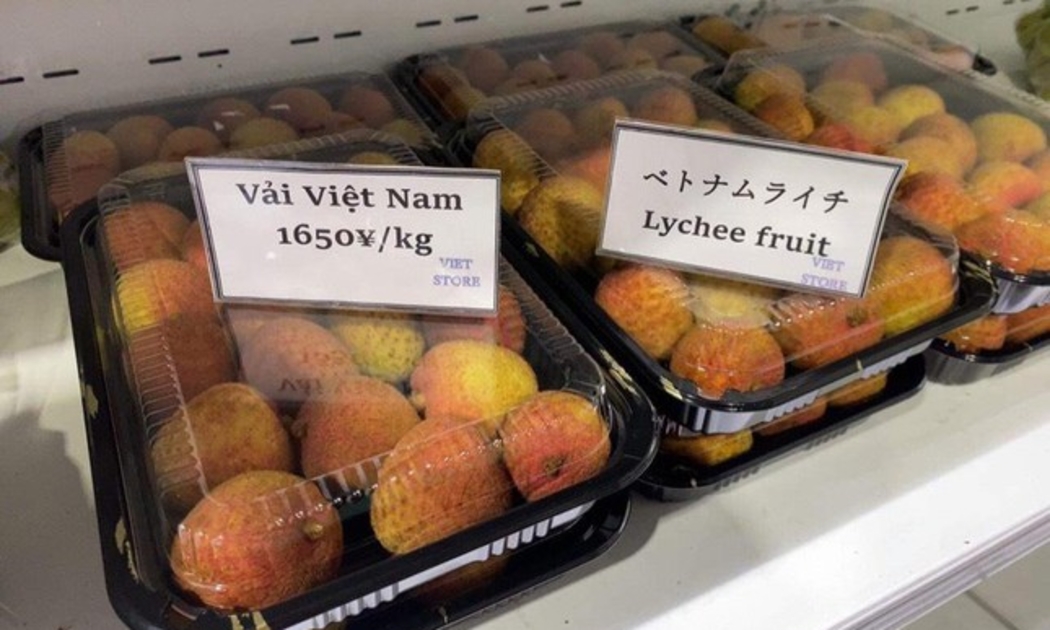 Vải Việt Nam
1650¥/kg
VIET
STORE
ベトナムライチ
Lychee fruit
VIET
STORE